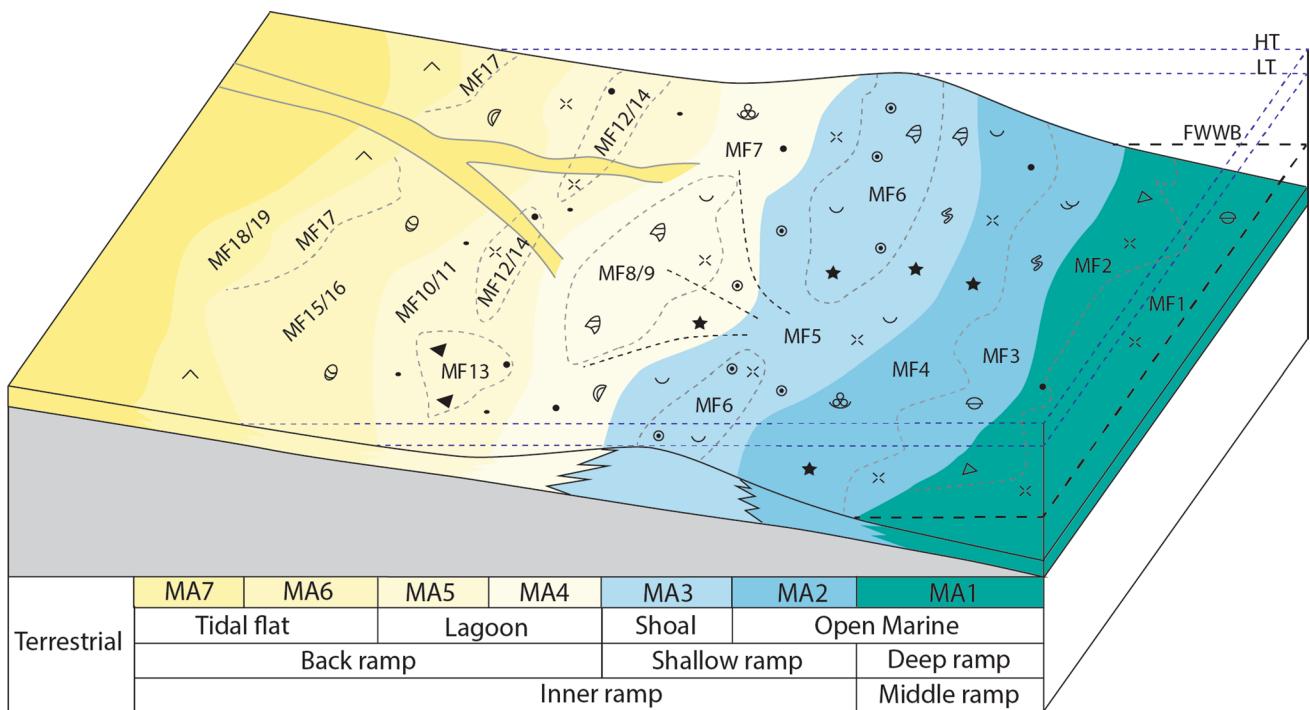 HT
LT
FWWB
MF17
MF12/14
MF7
MF6
MF18/19
MF17
MF10/11
MF12/14
MF8/9
MF2
MF1
MF15/16
MF5
MF3
MF4
MF13
MF6
MA7 MA6 MA5 MA4 MA3 MA2 MA1
Terrestrial
Tidal flat Lagoon Shoal Open Marine
Back ramp Shallow ramp Deep ramp
Inner ramp Middle ramp